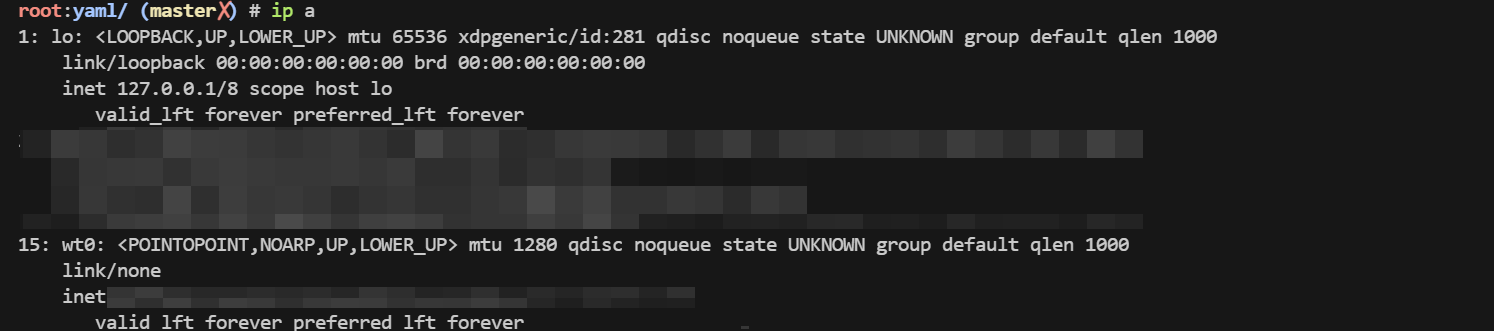 root:yaml/ (master✗) # ip a
1: lo: <LOOPBACK,UP,LOWER_UP> mtu 65536 xdpgeneric/id:281 qdisc noqueue state UNKNOWN group default qlen 1000
    link/loopback 00:00:00:00:00:00 brd 00:00:00:00:00:00
    inet 127.0.0.1/8 scope host lo
       valid_lft forever preferred_lft forever
15: wt0: <POINTOPOINT,NOARP,UP,LOWER_UP> mtu 1280 qdisc noqueue state UNKNOWN group default qlen 1000
    link/none
    inet
       valid_lft forever preferred_lft forever